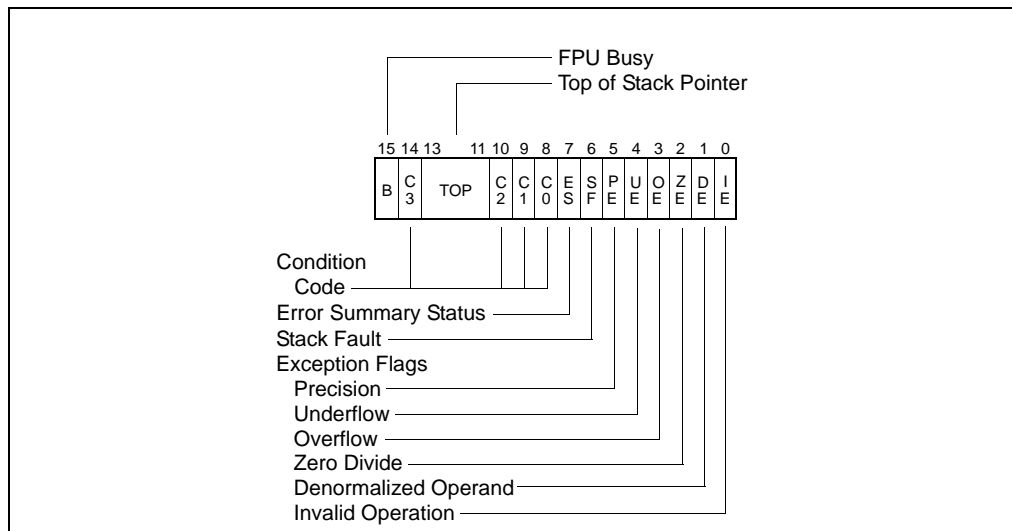 FPU Busy
Top of Stack Pointer
15 14 13 11 10 9 8 7 6 5 4 3 2 1 0
B C3 TOP C2 C1 C0 ES SF PE UE OE ZE DE IE
Condition
Code
Error Summary Status
Stack Fault
Exception Flags
Precision
Underflow
Overflow
Zero Divide
Denormalized Operand
Invalid Operation